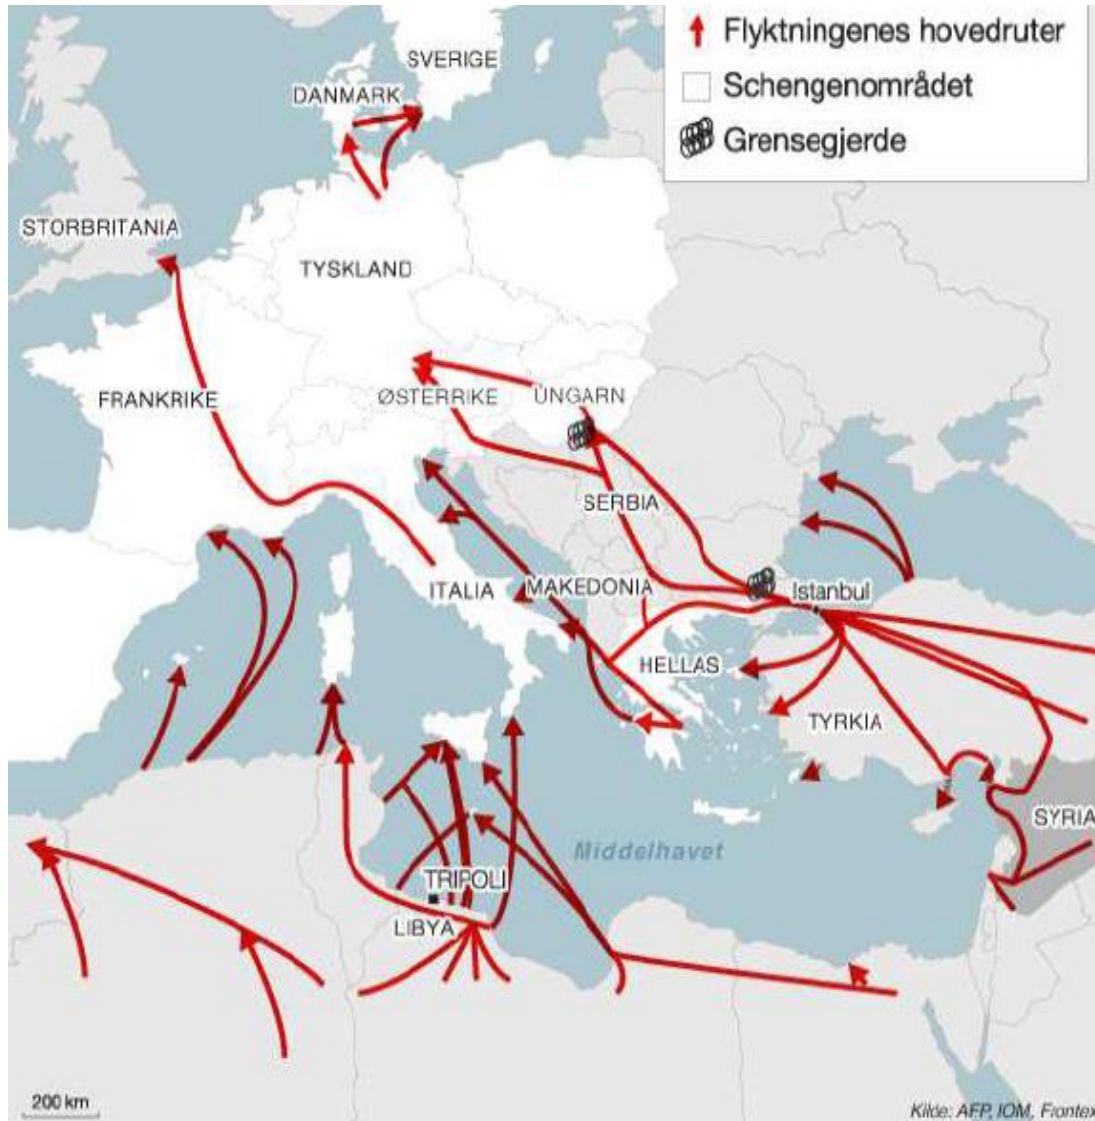 Flyktningenes hovedruter
Schengenområdet
Grensegjerde
SVERIGE
DANMARK
STORBRITANIA
TYSKLAND
FRANKRIKE
ØSTERRIKE
UNGARN
SERBIA
ITALIA
MAKEDONIA
Istanbul
HELLAS
TYRKIA
SYRIA
Middelhavet
TRIPOLI
LIBYA
200 km
Kilde: AFP, IOM, Frontex